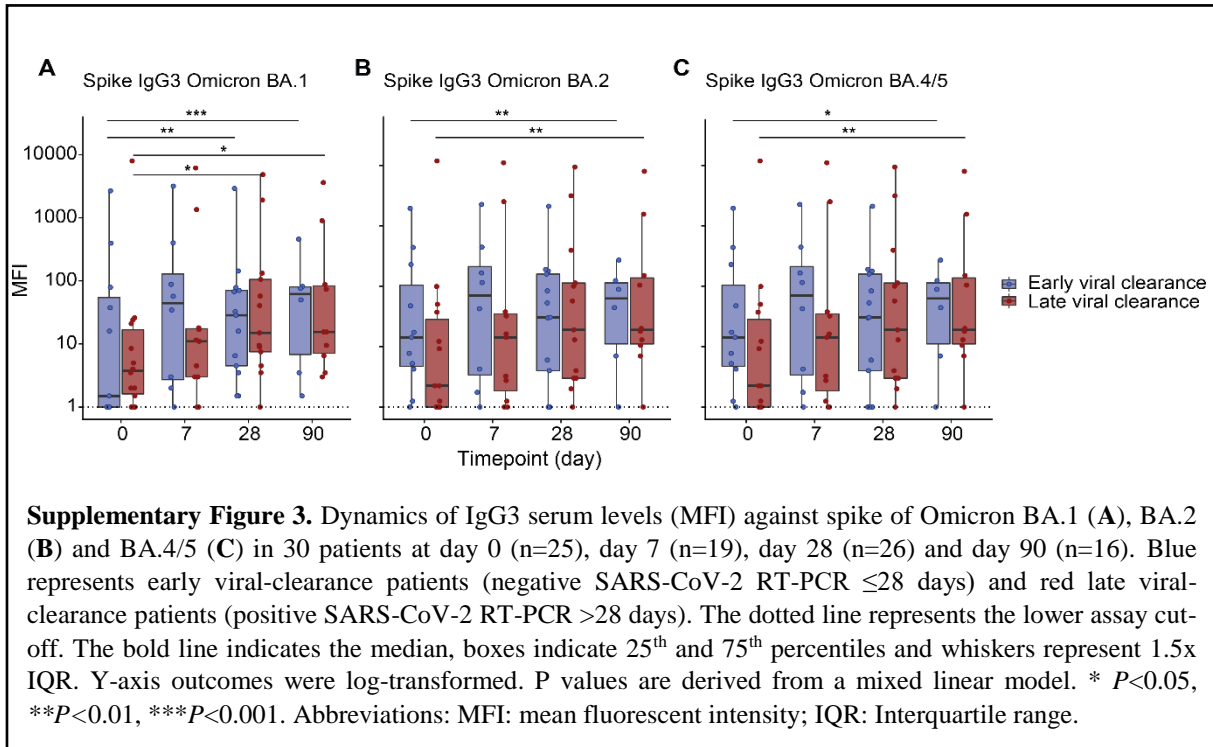 A
B
C
Spike IgG3 Omicron BA.1
Spike IgG3 Omicron BA.2
Spike IgG3 Omicron BA.4/5
***
**
*
*
**
**
*
**
MFI
10000
1000
100
10
1
0 7 28 90
0 7 28 90
0 7 28 90
Timepoint (day)
Early viral clearance
Late viral clearance
Supplementary Figure 3. Dynamics of IgG3 serum levels (MFI) against spike of Omicron BA.1 (A), BA.2
(B) and BA.4/5 (C) in 30 patients at day 0 (n=25), day 7 (n=19), day 28 (n=26) and day 90 (n=16). Blue
represents early viral-clearance patients (negative SARS-CoV-2 RT-PCR ≤28 days) and red late viral-
clearance patients (positive SARS-CoV-2 RT-PCR >28 days). The dotted line represents the lower assay cut-
off. The bold line indicates the median, boxes indicate 25th and 75th percentiles and whiskers represent 1.5x
IQR. Y-axis outcomes were log-transformed. P values are derived from a mixed linear model. * P<0.05,
**P<0.01, ***P<0.001. Abbreviations: MFI: mean fluorescent intensity; IQR: Interquartile range.